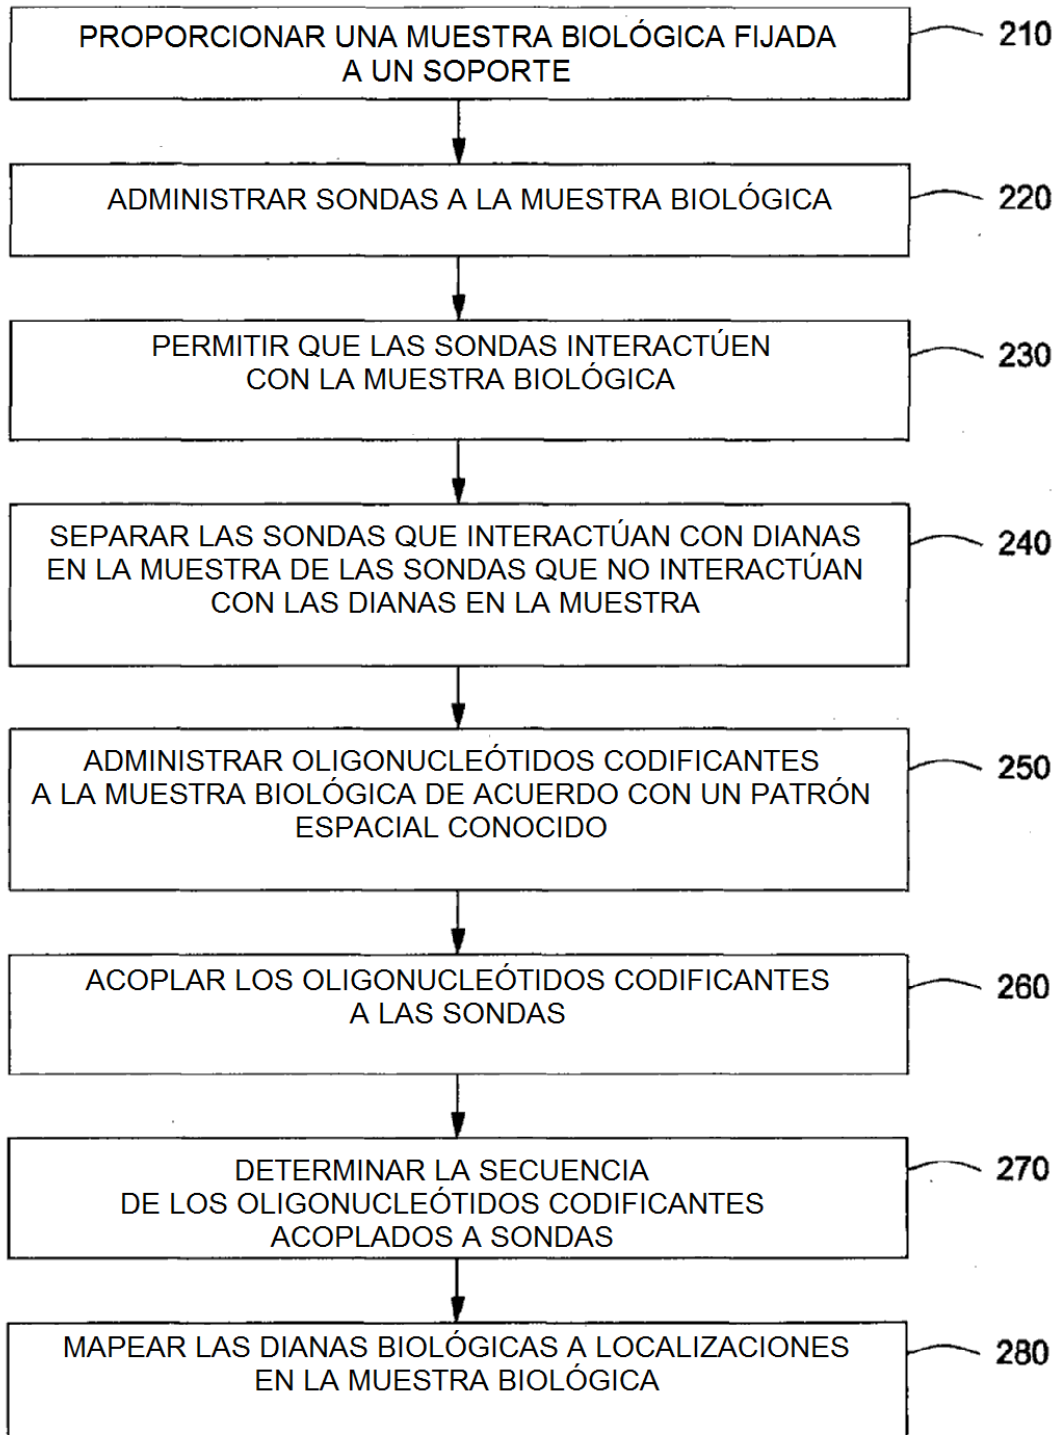 PROPORCIONAR UNA MUESTRA BIOLÓGICA FIJADA
A UN SOPORTE
210
ADMINISTRAR SONDAS A LA MUESTRA BIOLÓGICA
220
PERMITIR QUE LAS SONDAS INTERACTÚEN
CON LA MUESTRA BIOLÓGICA
230
SEPARAR LAS SONDAS QUE INTERACTÚAN CON DIANAS
EN LA MUESTRA DE LAS SONDAS QUE NO INTERACTÚAN
CON LAS DIANAS EN LA MUESTRA
240
ADMINISTRAR OLIGONUCLEÓTIDOS CODIFICANTES
A LA MUESTRA BIOLÓGICA DE ACUERDO CON UN PATRÓN
ESPACIAL CONOCIDO
250
ACOPLAR LOS OLIGONUCLEÓTIDOS CODIFICANTES
A LAS SONDAS
260
DETERMINAR LA SECUENCIA
DE LOS OLIGONUCLEÓTIDOS CODIFICANTES
ACOPLADOS A SONDAS
270
MAPEAR LAS DIANAS BIOLÓGICAS A LOCALIZACIONES
EN LA MUESTRA BIOLÓGICA
280